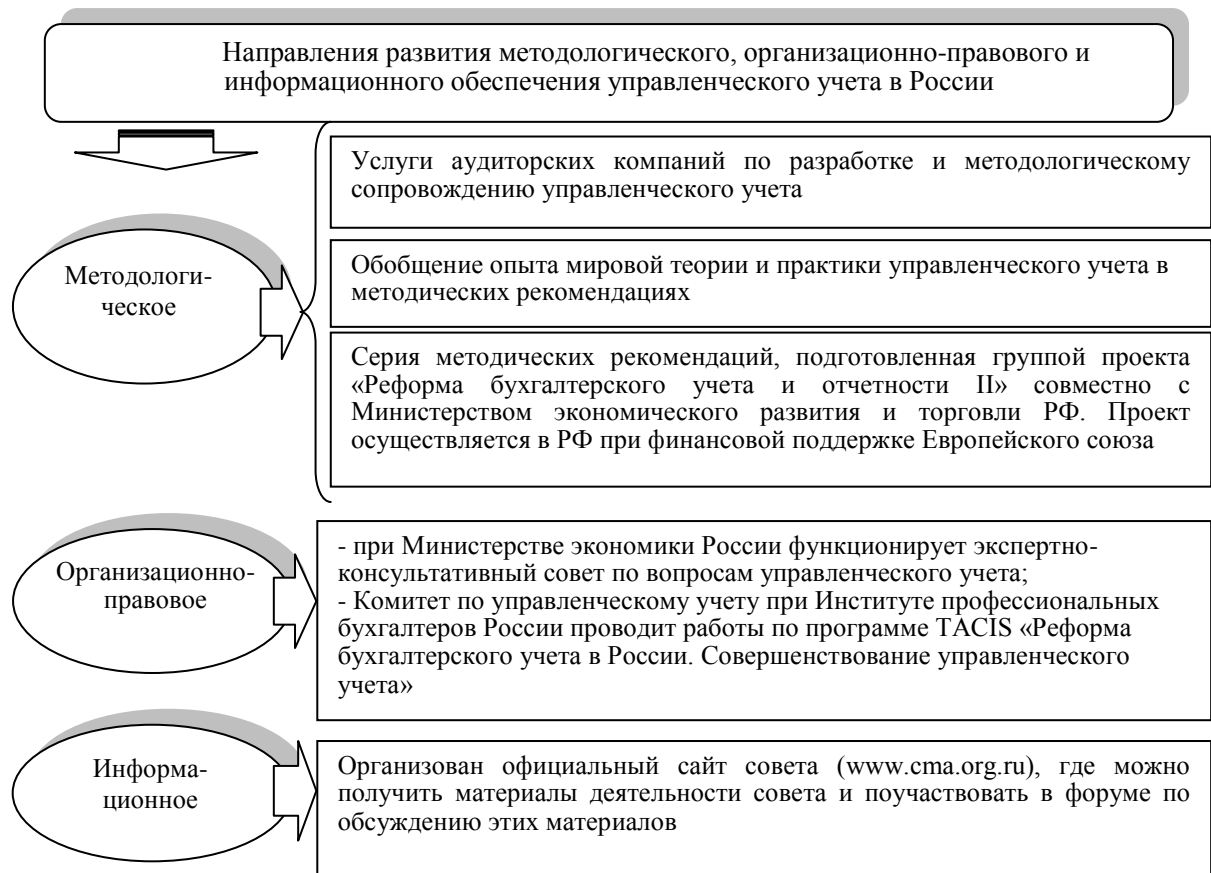 Направления развития методологического, организационно-правового и
информационного обеспечения управленческого учета в России
Услуги аудиторских компаний по разработке и методологическому
сопровождению управленческого учета
Методологи-
ческое
Обобщение опыта мировой теории и практики управленческого учета в
методических рекомендациях
Серия методических рекомендаций, подготовленная группой проекта
«Реформа бухгалтерского учета и отчетности II» совместно с
Министерством экономического развития и торговли РФ. Проект
осуществляется в РФ при финансовой поддержке Европейского союза
Организационно-
правовое
- при Министерстве экономики России функционирует экспертно-
консультативный совет по вопросам управленческого учета;
- Комитет по управленческому учету при Институте профессиональных
бухгалтеров России проводит работы по программе TACIS «Реформа
бухгалтерского учета в России. Совершенствование управленческого
учета»
Информа-
ционное
Организован официальный сайт совета (www.cma.org.ru), где можно
получить материалы деятельности совета и поучаствовать в форуме по
обсуждению этих материалов